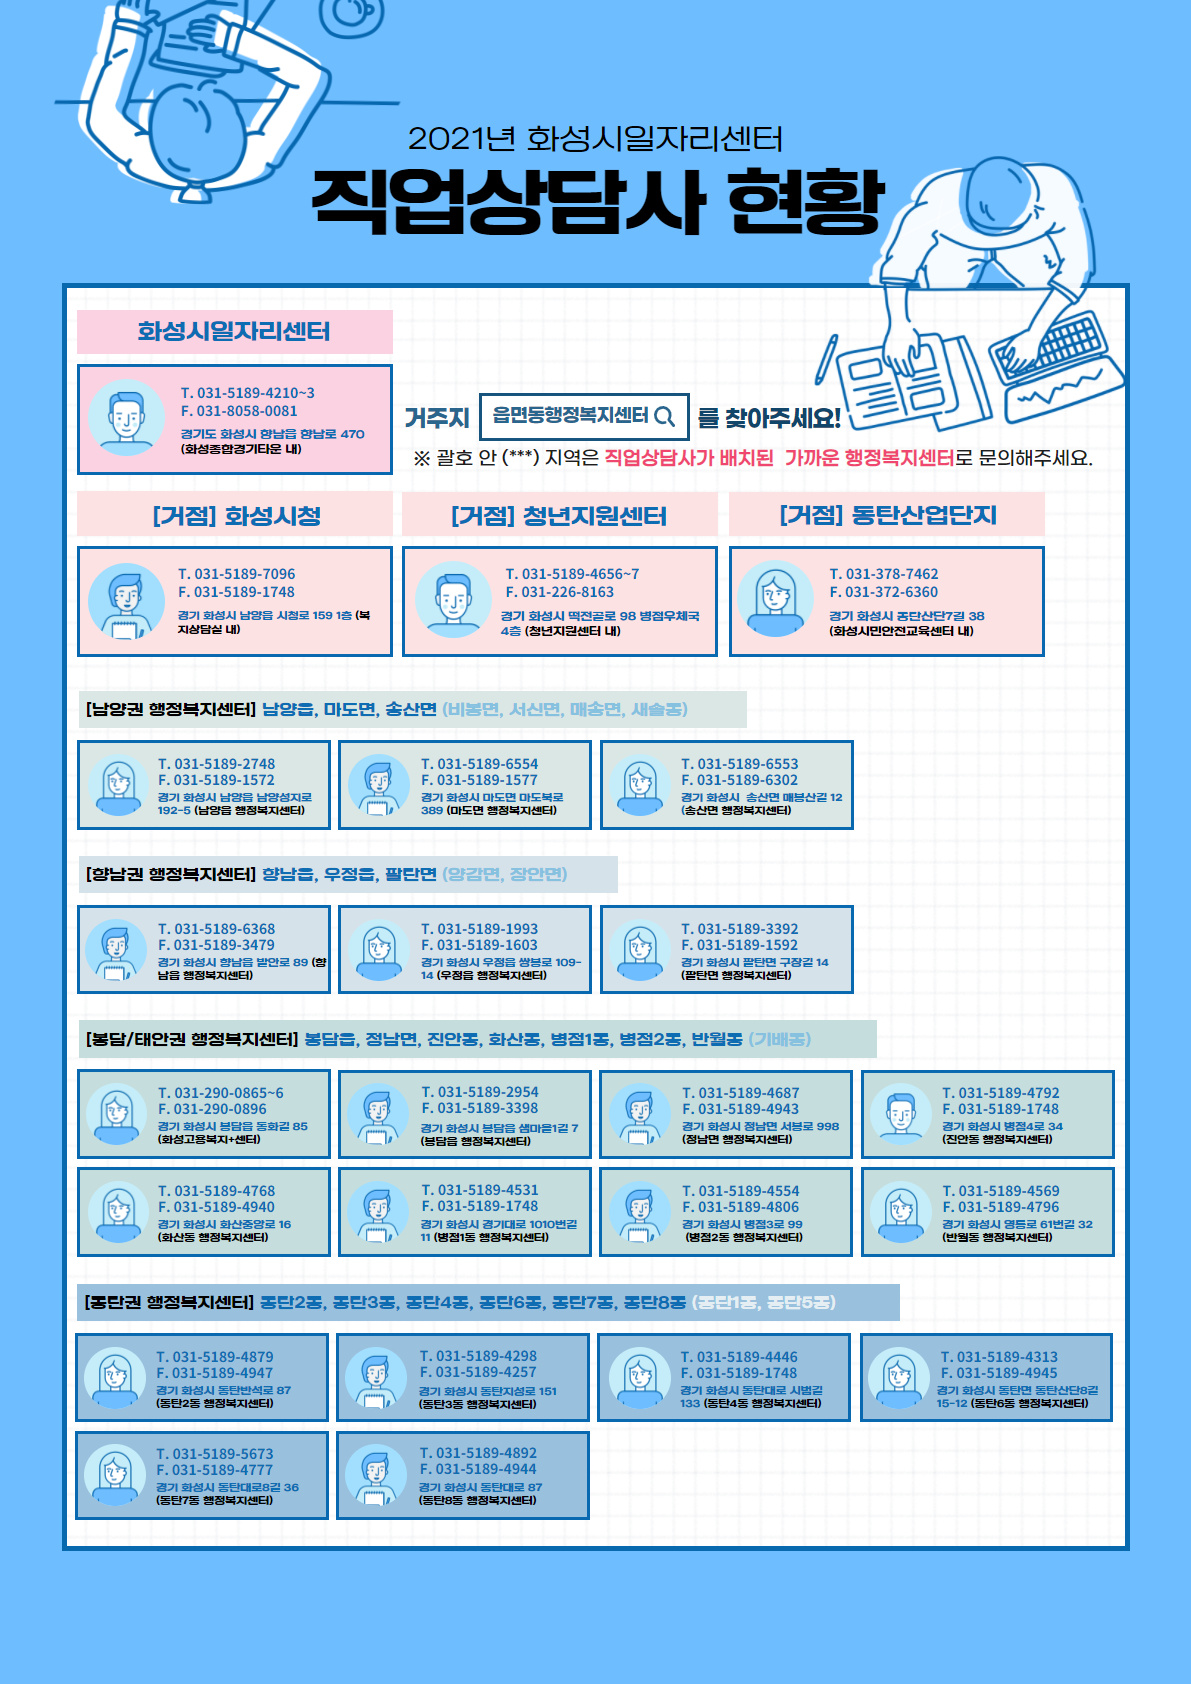 2021년 화성시일자리센터
직업상담사 현황
화성시일자리센터
T. 031-5189-4210~3
F. 031-8058-0081
경기도 화성시 향남읍 향남로 470
(화성종합경기타운 내)
거주지 읍면동행정복지센터 를 찾아주세요!
※ 괄호 안 (***) 지역은 직업상담사가 배치된 가까운 행정복지센터로 문의해주세요.
[거점] 화성시청
T. 031-5189-7096
F. 031-5189-1748
경기 화성시 남양읍 시청로 159 1층 (복
지상담실 내)
[거점] 청년지원센터
T. 031-5189-4656~7
F. 031-226-8163
경기 화성시 떡전골로 98 병점우체국
4층 (청년지원센터 내)
[거점] 동탄산업단지
T. 031-378-7462
F. 031-372-6360
경기 화성시 동탄산단7길 38
(화성시민안전교육센터 내)
[남양권 행정복지센터] 남양읍, 마도면, 송산면 (비봉면, 서신면, 매송면, 새솔동)
T. 031-5189-2748
F. 031-5189-1572
경기 화성시 남양읍 남양성지로
192-5 (남양읍 행정복지센터)
T. 031-5189-6554
F. 031-5189-1577
경기 화성시 마도면 마도북로
389 (마도면 행정복지센터)
T. 031-5189-6553
F. 031-5189-6302
경기 화성시 송산면 매봉산길 12
(송산면 행정복지센터)
[향남권 행정복지센터] 향남읍, 우정읍, 팔탄면 (양감면, 장안면)
T. 031-5189-6368
F. 031-5189-3479
경기 화성시 향남읍 발안로 89 (향
남읍 행정복지센터)
T. 031-5189-1993
F. 031-5189-1603
경기 화성시 우정읍 쌍봉로 109-
14 (우정읍 행정복지센터)
T. 031-5189-3392
F. 031-5189-1592
경기 화성시 팔탄면 구장길 14
(팔탄면 행정복지센터)
[봉담/태안권 행정복지센터] 봉담읍, 정남면, 진안동, 화산동, 병점1동, 병점2동, 반월동 (기배동)
T. 031-290-0865~6
F. 031-290-0896
경기 화성시 봉담읍 동화길 85
(화성고용복지+센터)
T. 031-5189-2954
F. 031-5189-3398
경기 화성시 봉담읍 샘마을1길 7
(봉담읍 행정복지센터)
T. 031-5189-4687
F. 031-5189-4943
경기 화성시 정남면 서봉로 998
(정남면 행정복지센터)
T. 031-5189-4792
F. 031-5189-1748
경기 화성시 병점4로 34
(진안동 행정복지센터)
T. 031-5189-4768
F. 031-5189-4940
경기 화성시 화산중앙로 16
(화산동 행정복지센터)
T. 031-5189-4531
F. 031-5189-1748
경기 화성시 경기대로 1010번길
11 (병점1동 행정복지센터)
T. 031-5189-4554
F. 031-5189-4806
경기 화성시 병점3로 99
(병점2동 행정복지센터)
T. 031-5189-4569
F. 031-5189-4796
경기 화성시 영통로 61번길 32
(반월동 행정복지센터)
[동탄권 행정복지센터] 동탄2동, 동탄3동, 동탄4동, 동탄6동, 동탄7동, 동탄8동 (동탄1동, 동탄5동)
T. 031-5189-4879
F. 031-5189-4947
경기 화성시 동탄반석로 87
(동탄2동 행정복지센터)
T. 031-5189-4298
F. 031-5189-4257
경기 화성시 동탄지성로 151
(동탄3동 행정복지센터)
T. 031-5189-4446
F. 031-5189-1748
경기 화성시 동탄대로 시범길
133 (동탄4동 행정복지센터)
T. 031-5189-4313
F. 031-5189-4945
경기 화성시 동탄면 동탄산단8길
15-12 (동탄6동 행정복지센터)
T. 031-5189-5673
F. 031-5189-4777
경기 화성시 동탄대로8길 36
(동탄7동 행정복지센터)
T. 031-5189-4892
F. 031-5189-4944
경기 화성시 동탄대로 87
(동탄8동 행정복지센터)